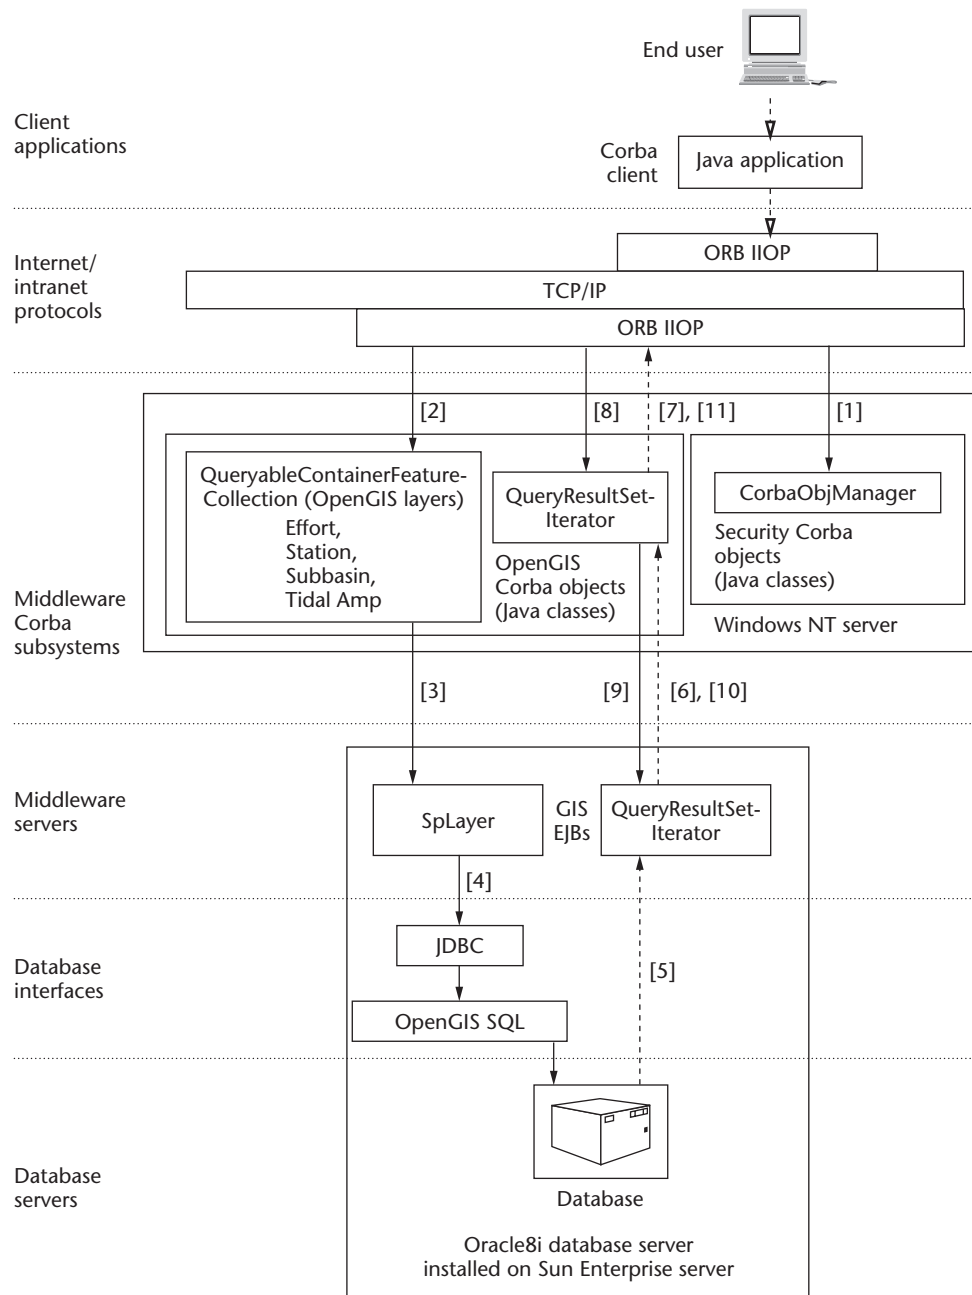 End user
Client
applications
Corba
client
Java application
Internet/
intranet
protocols
ORB IIOP
TCP/IP
ORB IIOP
[2]
[8]
[7], [11]
[1]
QueryableContainerFeature-
Collection (OpenGIS layers)
Effort,
Station,
Subbasin,
Tidal Amp
QueryResultSet-
Iterator
OpenGIS
Corba objects
(Java classes)
CorbaObjManager
Security Corba
objects
(Java classes)
Windows NT server
Middleware
Corba
subsystems
[3]
[9]
[6], [10]
Middleware
servers
SpLayer
GIS
EJBs
QueryResultSet-
Iterator
[4]
Database
interfaces
JDBC
[5]
OpenGIS SQL
Database
servers
Database
Oracle8i database server
installed on Sun Enterprise server